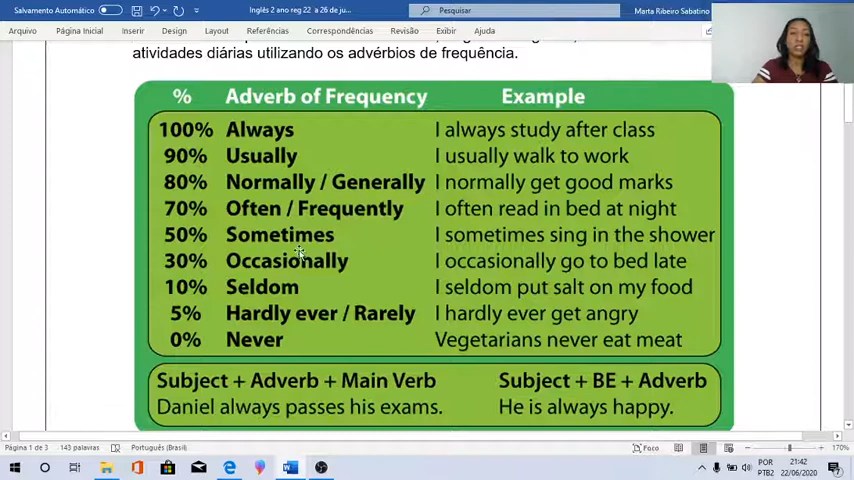 Salvamento Automático
Inglês 2 ano reg 22 a 26 de ju...
Pesquisar
Marta Ribeiro Sabatino
Arquivo Página Inicial Inserir Design Layout Referências Correspondências Revisão Exibir Ajuda
atividades diárias utilizando os advérbios de frequência.
% Adverb of Frequency Example
100% Always I always study after class
90% Usually I usually walk to work
80% Normally / Generally I normally get good marks
70% Often / Frequently I often read in bed at night
50% Sometimes I sometimes sing in the shower
30% Occasionally I occasionally go to bed late
10% Seldom I seldom put salt on my food
5% Hardly ever / Rarely I hardly ever get angry
0% Never Vegetarians never eat meat
Subject + Adverb + Main Verb Subject + BE + Adverb
Daniel always passes his exams. He is always happy.
Página 1 de 3 143 palavras Português (Brasil) Foco 170%
POR 21:42
PTB2 22/06/2020